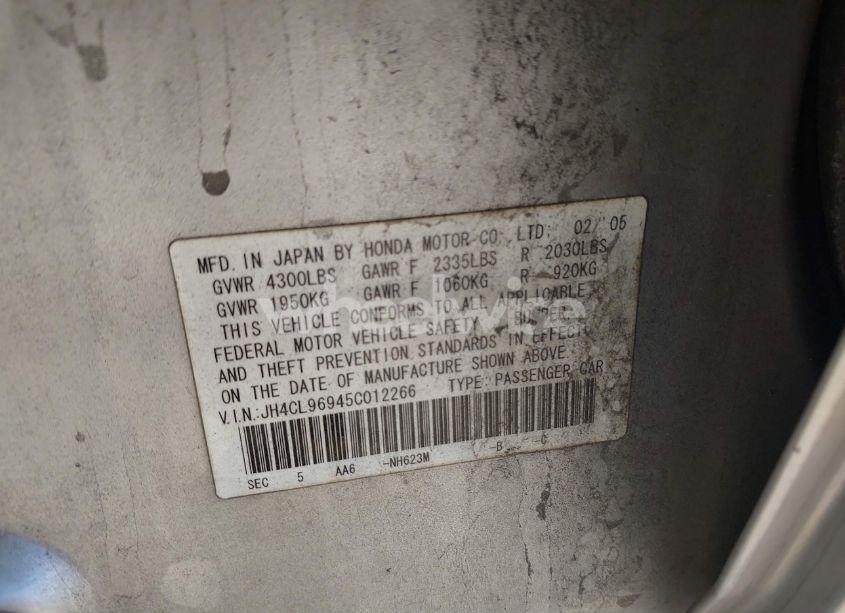 MFD. IN JAPAN BY HONDA MOTOR CO., LTD. 02/05
GVWR 4300LBS GAWR F 2335LBS R 2030LBS
GVWR 1950KG GAWR F 1060KG R 920KG
THIS VEHICLE CONFORMS TO ALL APPLICABLE
FEDERAL MOTOR VEHICLE SAFETY, BUMPER,
AND THEFT PREVENTION STANDARDS IN EFFECT
ON THE DATE OF MANUFACTURE SHOWN ABOVE.
V.I.N.:JH4CL96945C012266 TYPE: PASSENGER CAR
SEC 5 AA6 -NH623M -B -C
wheelwise